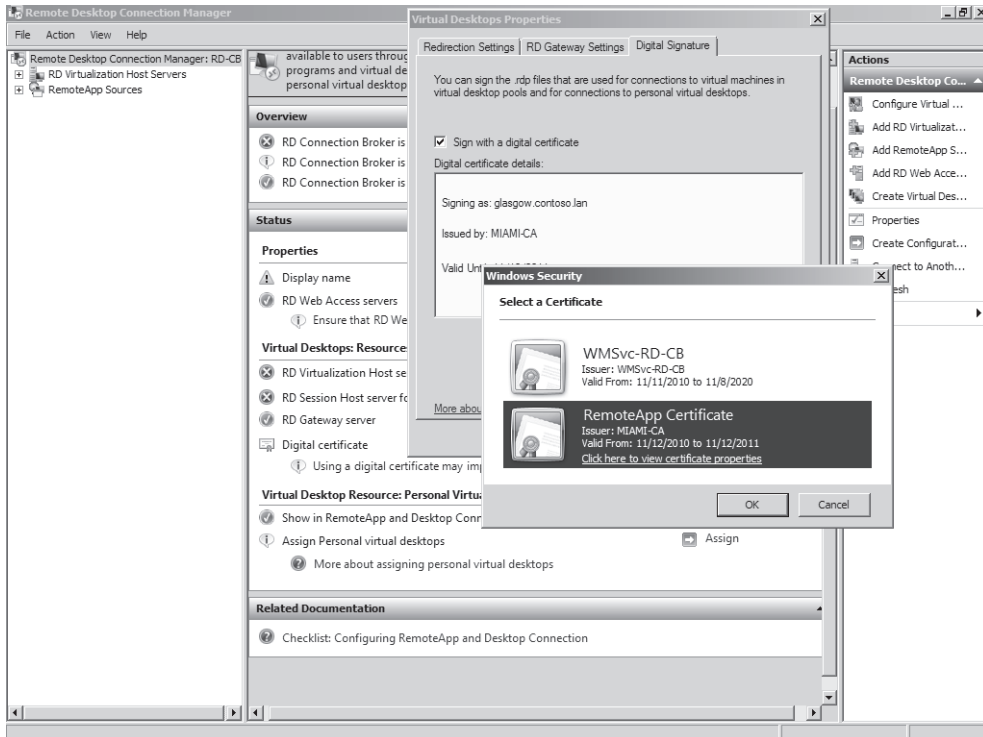 Remote Desktop Connection Manager
File Action View Help
Remote Desktop Connection Manager: RD-CB
RD Virtualization Host Servers
RemoteApp Sources
available to users
programs and virtual
personal virtual desktop
Overview
RD Connection Broker is
RD Connection Broker is
RD Connection Broker is
Status
Properties
Display name
RD Web Access servers
Ensure that RD
Virtual Desktops:
RD Virtualization Host
RD Session Host server
RD Gateway server
Digital certificate
Using a digital certificate may
Virtual Desktop Resource: Personal
Show in RemoteApp and Desktop
Assign Personal virtual desktops
Assign
More about assigning personal virtual desktops
Related Documentation
Checklist: Configuring RemoteApp and Desktop Connection
Virtual Desktops Properties
Redirection Settings RD Gateway Settings Digital Signature
You can sign the .rdp files that are used for connections to virtual machines in
virtual desktop pools and for connections to personal virtual desktops.
Sign with a digital certificate
Digital certificate details:
Signing as: glasgow.contoso.lan
Issued by: MIAMI-CA
Valid
More
Windows Security
Select a Certificate
WMSvc-RD-CB
Issuer: WMSvc-RD-CB
Valid From: 11/11/2010 to 11/8/2020
RemoteApp Certificate
Issuer: MIAMI-CA
Valid From: 11/12/2010 to 11/12/2011
Click here to view certificate properties
OK Cancel
Actions
Remote Desktop Co...
Configure Virtual ...
Add RD Virtualizat...
Add RemoteApp S...
Add RD Web Acce...
Create Virtual Des...
Properties
Create Configurat...
to Anoth...